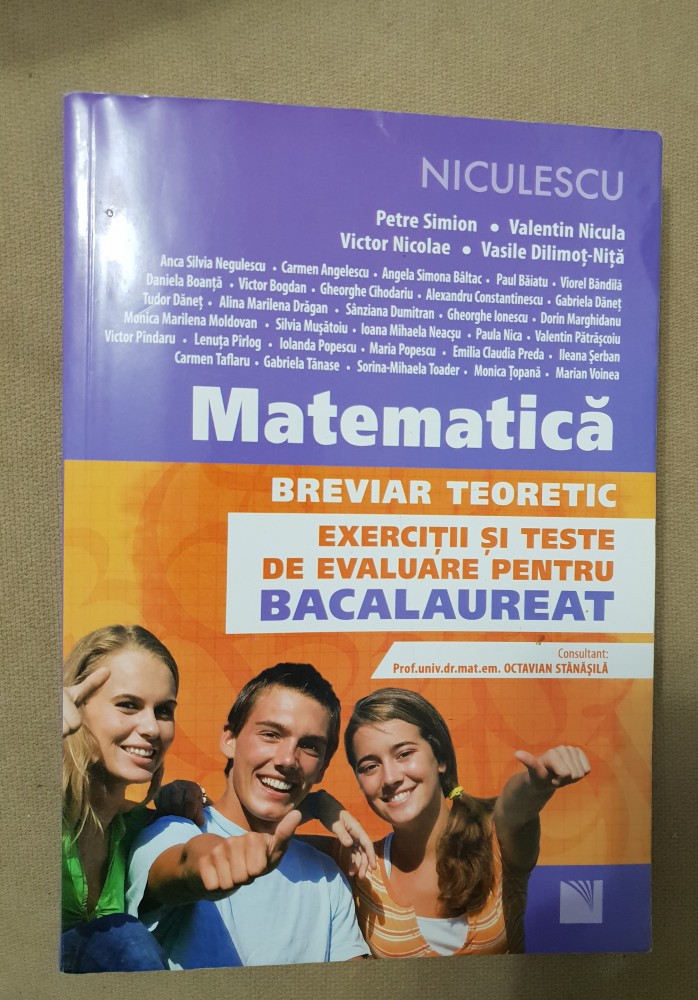 NICULESCU
Petre Simion • Valentin Nicula
Victor Nicolae • Vasile Dilimoț-Niță
Anca Silvia Negulescu • Carmen Angelescu • Angela Simona Bâltac • Paul Băiatu • Viorel Băndilă
Daniela Boanță • Victor Bogdan • Gheorghe Cihodariu • Alexandru Constantinescu • Gabriela Dăneț
Tudor Dăneț • Alina Marilena Drăgan • Sânziana Dumitran • Gheorghe Ionescu • Dorin Marghidanu
Monica Marilena Moldovan • Silvia Mușătoiu • Ioana Mihaela Neacșu • Paula Nica • Valentin Pătrășcoiu
Victor Pîndaru • Lenuța Pîrlog • Iolanda Popescu • Maria Popescu • Emilia Claudia Preda • Ileana Șerban
Carmen Taflaru • Gabriela Tănase • Sorina-Mihaela Toader • Monica Țopană • Marian Voinea
Matematică
BREVIAR TEORETIC
EXERCIȚII ȘI TESTE
DE EVALUARE PENTRU
BACALAUREAT
Consultant:
Prof.univ.dr.mat.em. OCTAVIAN STĂNĂȘILĂ